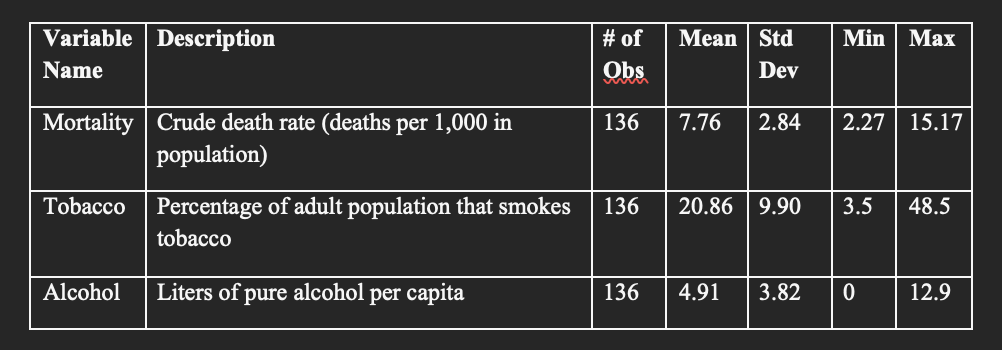 Variable Name Description # of Obs Mean Std Dev Min Max
Mortality Crude death rate (deaths per 1,000 in population) 136 7.76 2.84 2.27 15.17
Tobacco Percentage of adult population that smokes tobacco 136 20.86 9.90 3.5 48.5
Alcohol Liters of pure alcohol per capita 136 4.91 3.82 0 12.9